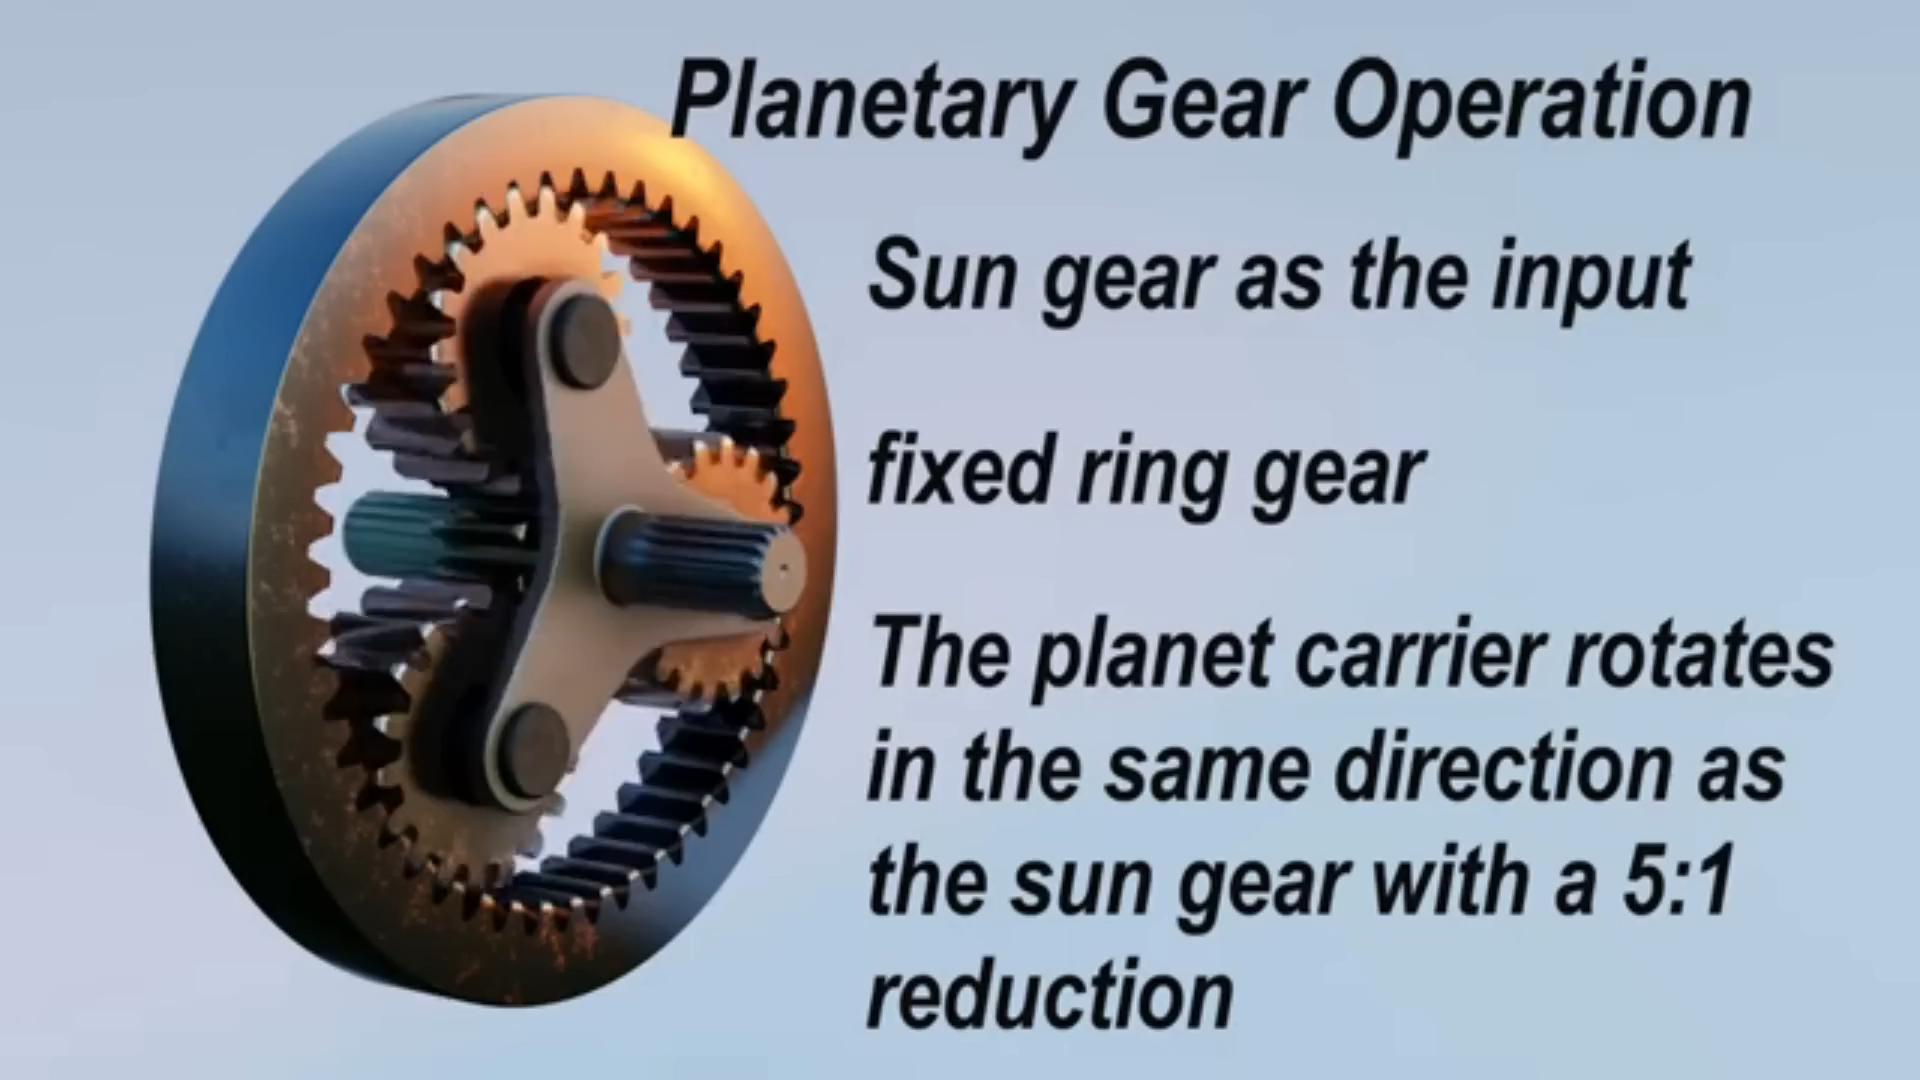 Planetary Gear Operation
Sun gear as the input
fixed ring gear
The planet carrier rotates
in the same direction as
the sun gear with a 5:1
reduction